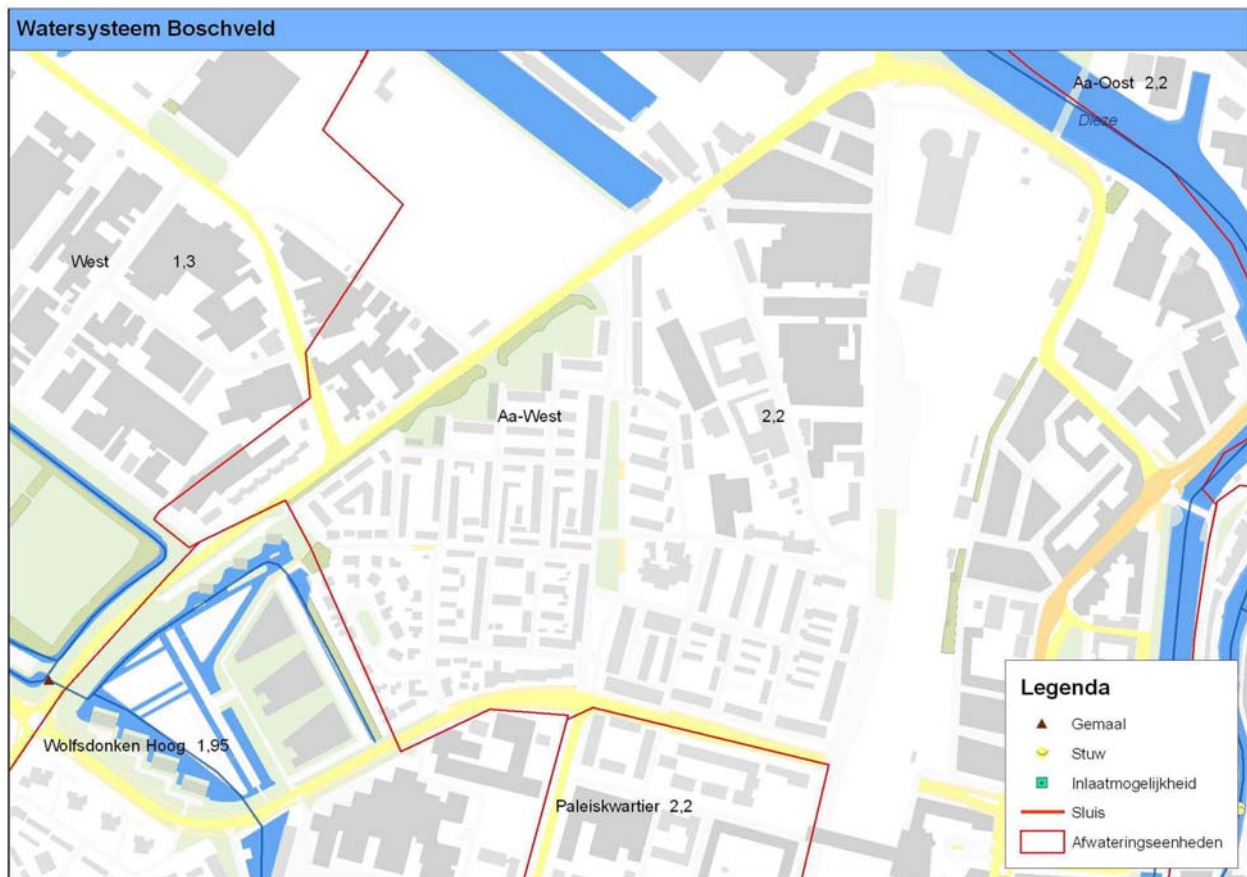 Watersysteem Boschveld
Aa-Oost 2,2
Dieze
West 1,3
Aa-West 2,2
Wolfsdonken Hoog 1,95
Paleiskwartier 2,2
Legenda
Gemaal
Stuw
Inlaatmogelijkheid
Sluis
Afwateringseenheden